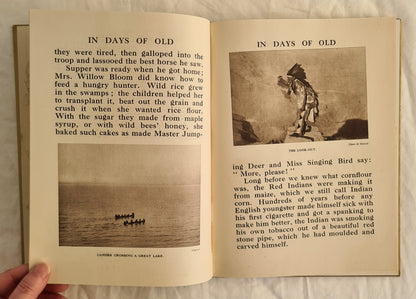 IN DAYS OF OLD
they were tired, then galloped into the
troop and lassooed the best horse he saw.
Supper was ready when he got home;
Mrs. Willow Bloom did know how to
feed a hungry hunter. Wild rice grew
in the swamps; the children helped her
to transplant it, beat out the grain and
crush it when she wanted rice flour.
With the sugar they made from maple
syrup, or with wild bees' honey, she
baked such cakes as made Master Jump-
CANOES CROSSING A GREAT LAKE.
IN DAYS OF OLD
THE LOOK-OUT.
ing Deer and Miss Singing Bird say:
" More, please! "
Long before we knew what cornflour
was, the Red Indians were making it
from maize, which we still call Indian
corn. Hundreds of years before any
English youngster made himself sick with
his first cigarette and got a spanking to
make him better, the Indian was smoking
his own tobacco out of a beautiful red
stone pipe, which he had moulded and
carved himself.